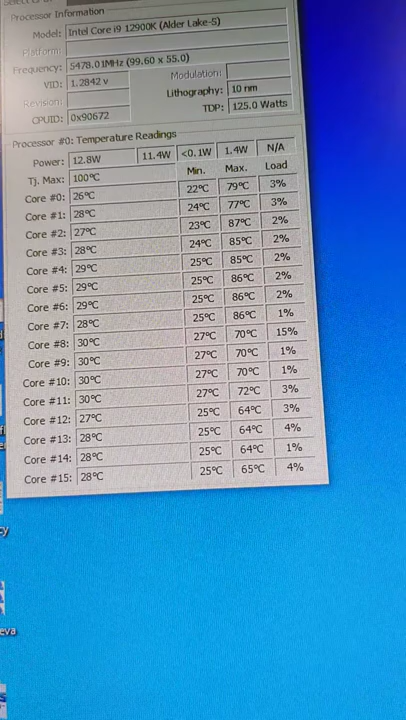 Processor Information
Model: Intel Core i9 12900K (Alder Lake-S)
Platform:
Frequency: 5478.01MHz (99.60 x 55.0)
VID: 1.2842 v
Modulation:
Revision:
Lithography: 10 nm
CPUID: 0x90672
TDP: 125.0 Watts
Processor #0: Temperature Readings
Power: 12.8W 11.4W <0.1W 1.4W N/A
Tj. Max: 100°C Min. Max. Load
Core #0: 26°C 22°C 79°C 3%
Core #1: 28°C 24°C 77°C 3%
Core #2: 27°C 23°C 87°C 2%
Core #3: 28°C 24°C 85°C 2%
Core #4: 29°C 25°C 85°C 2%
Core #5: 29°C 25°C 86°C 2%
Core #6: 29°C 25°C 86°C 2%
Core #7: 28°C 25°C 86°C 1%
Core #8: 30°C 27°C 70°C 15%
Core #9: 30°C 27°C 70°C 1%
Core #10: 30°C 27°C 70°C 1%
Core #11: 30°C 27°C 72°C 3%
Core #12: 27°C 25°C 64°C 3%
Core #13: 28°C 25°C 64°C 4%
Core #14: 28°C 25°C 64°C 1%
Core #15: 28°C 25°C 65°C 4%
eva